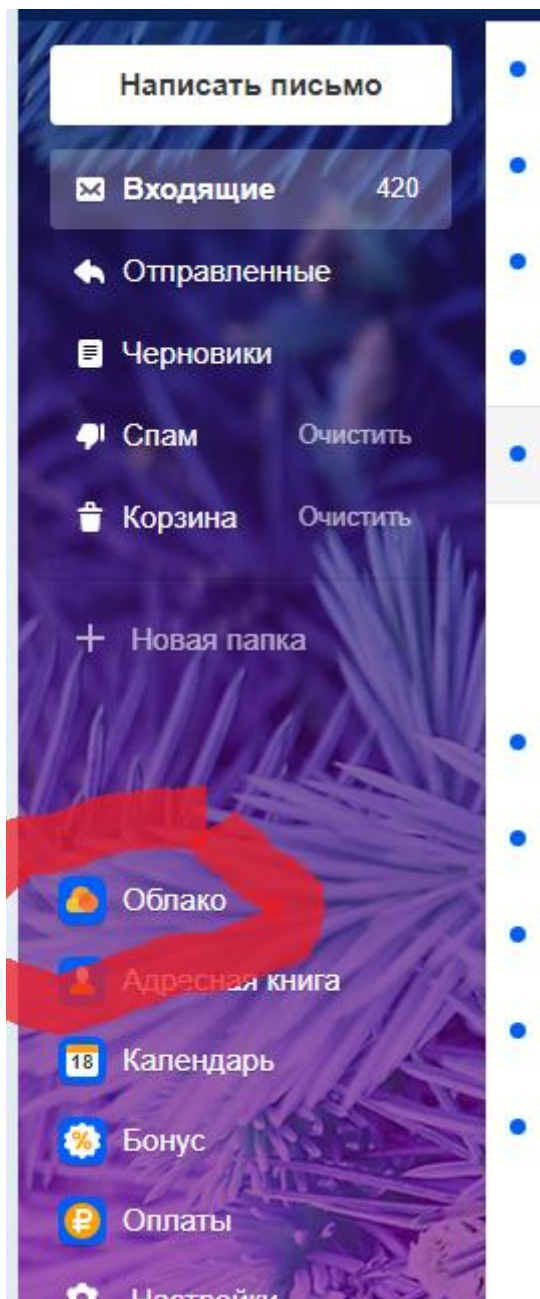 Написать письмо
Входящие 420
Отправленные
Черновики
Спам Очистить
Корзина Очистить
Новая папка
Облако
Адресная книга
18 Календарь
% Бонус
₽ Оплаты
Настройки